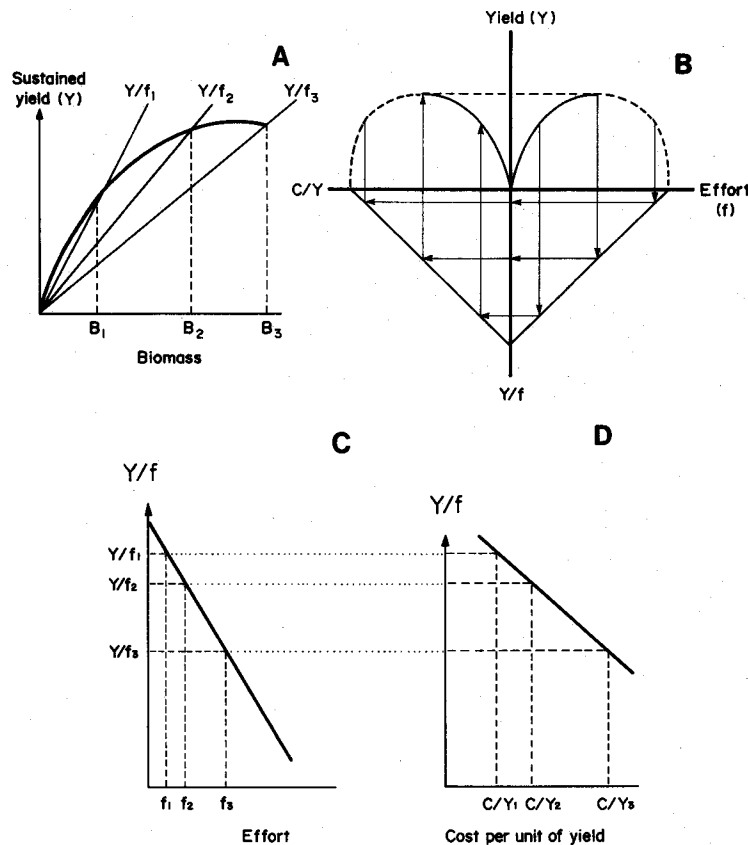 A
Sustained
yield (Y)
Y/f₁
Y/f₂
Y/f₃
B₁ B₂ B₃
Biomass
Yield (Y)
B
C/Y
Effort
(f)
Y/f
C
Y/f
Y/f₁
Y/f₂
Y/f₃
f₁ f₂ f₃
Effort
D
Y/f
C/Y₁ C/Y₂ C/Y₃
Cost per unit of yield